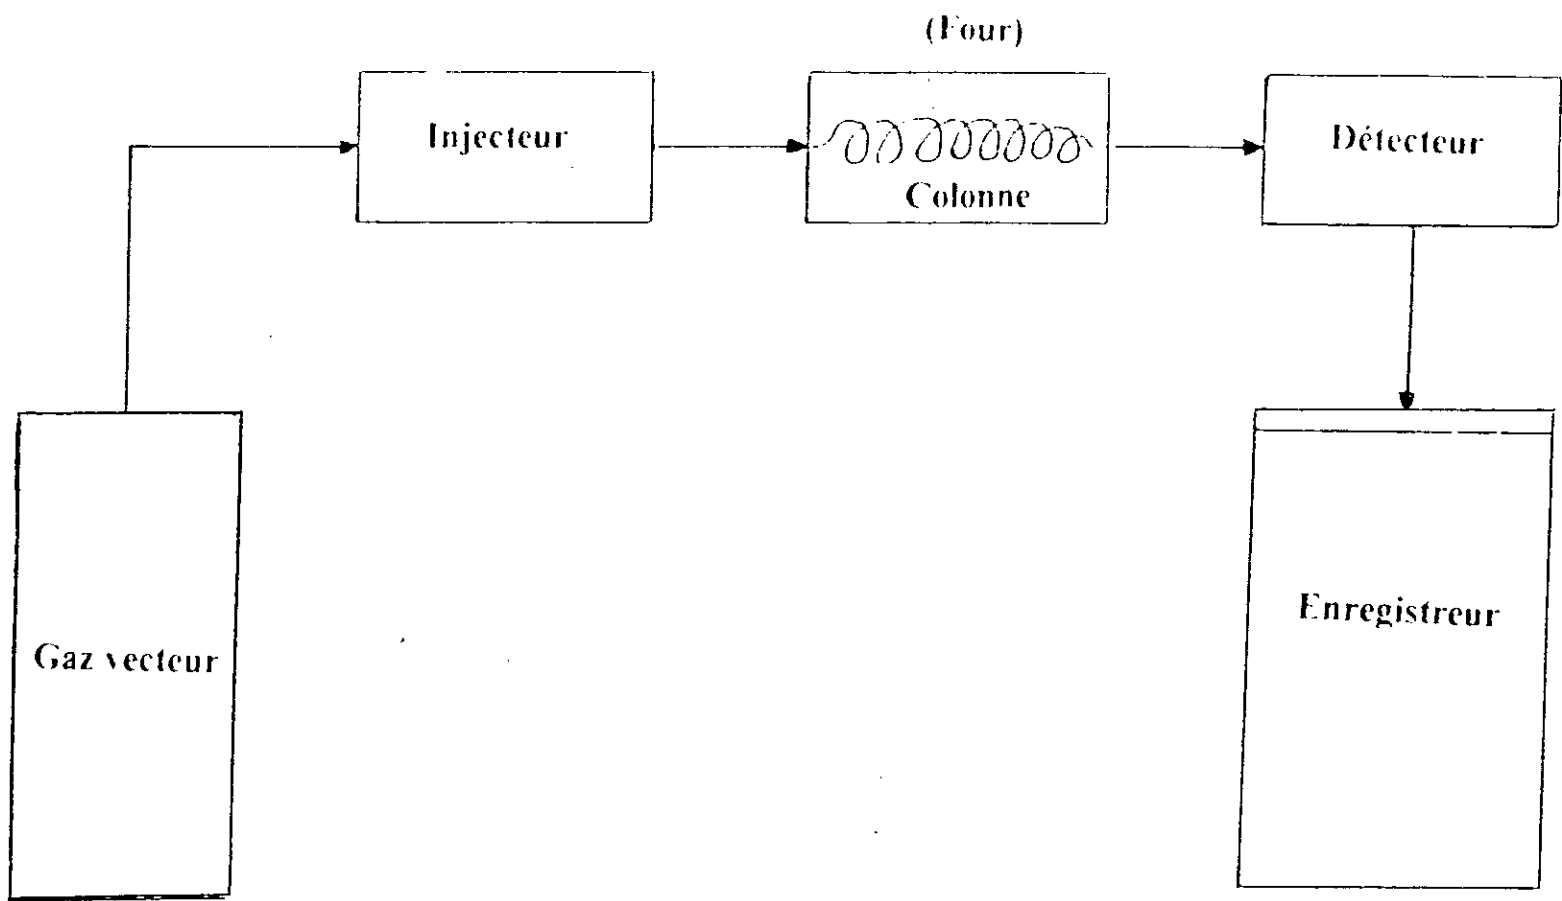 (Four)
Injecteur
Colonne
Détecteur
Gaz vecteur
Enregistreur